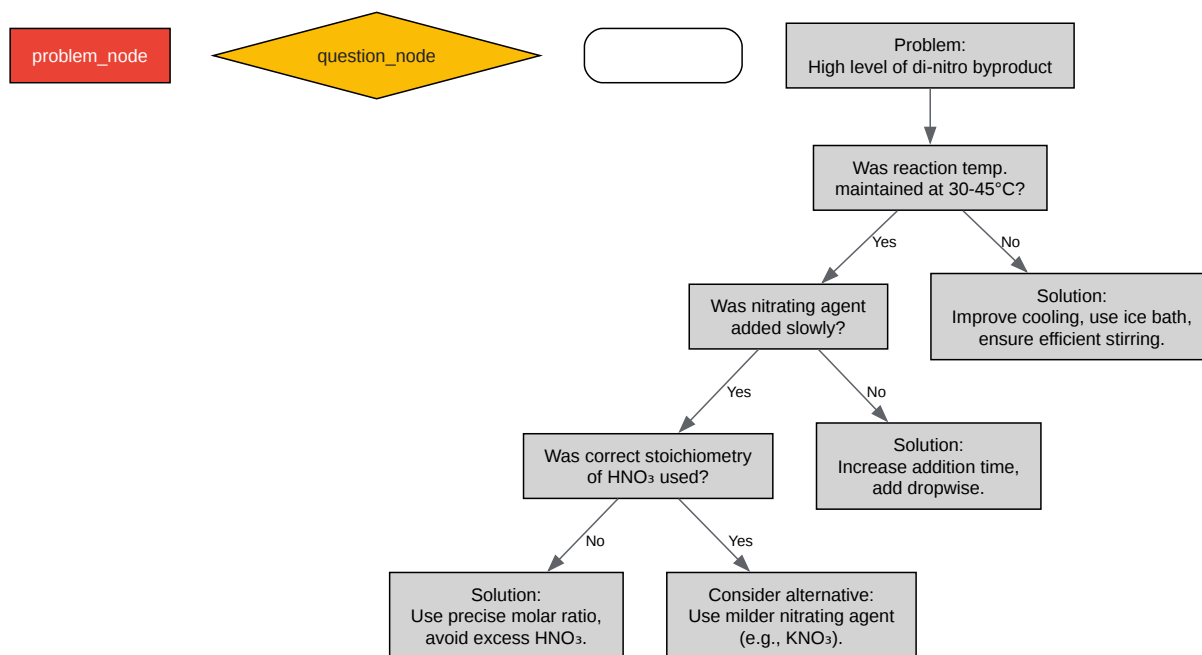 problem_node
question_node
Problem:
High level of di-nitro byproduct
Was reaction temp.
maintained at 30-45°C?
Yes
No
Was nitrating agent
added slowly?
Solution:
Improve cooling, use ice bath,
ensure efficient stirring.
Yes
No
Was correct stoichiometry
of HNO₃ used?
Solution:
Increase addition time,
add dropwise.
No
Yes
Solution:
Use precise molar ratio,
avoid excess HNO₃.
Consider alternative:
Use milder nitrating agent
(e.g., KNO₃).